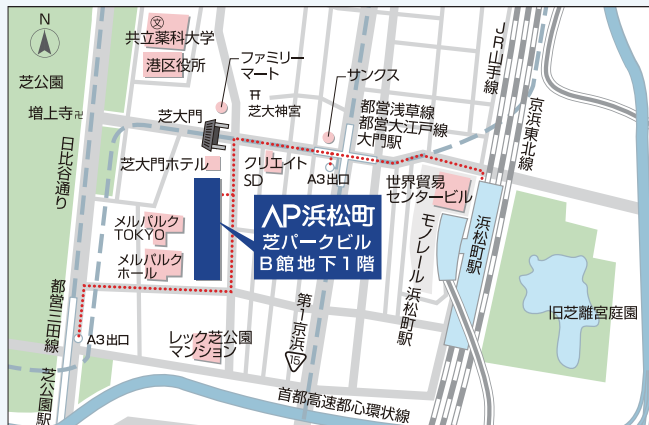 N
文
共立薬科大学
港区役所
芝公園
増上寺卍
日比谷通り
芝大門
ファミリー
マート
芝大神宮
サンクス
都営浅草線
都営大江戸線
大門駅
JR山手線
京浜東北線
芝大門ホテル
クリエイト
SD
A3出口
世界貿易
センタービル
メルパルク
TOKYO
メルパルク
ホール
AP浜松町
芝パークビル
B館地下1階
モノレール浜松町駅
浜松町駅
旧芝離宮庭園
都営三田線 芝公園駅
A3出口
レック芝公園
マンション
第1京浜
15
首都高速都心環状線